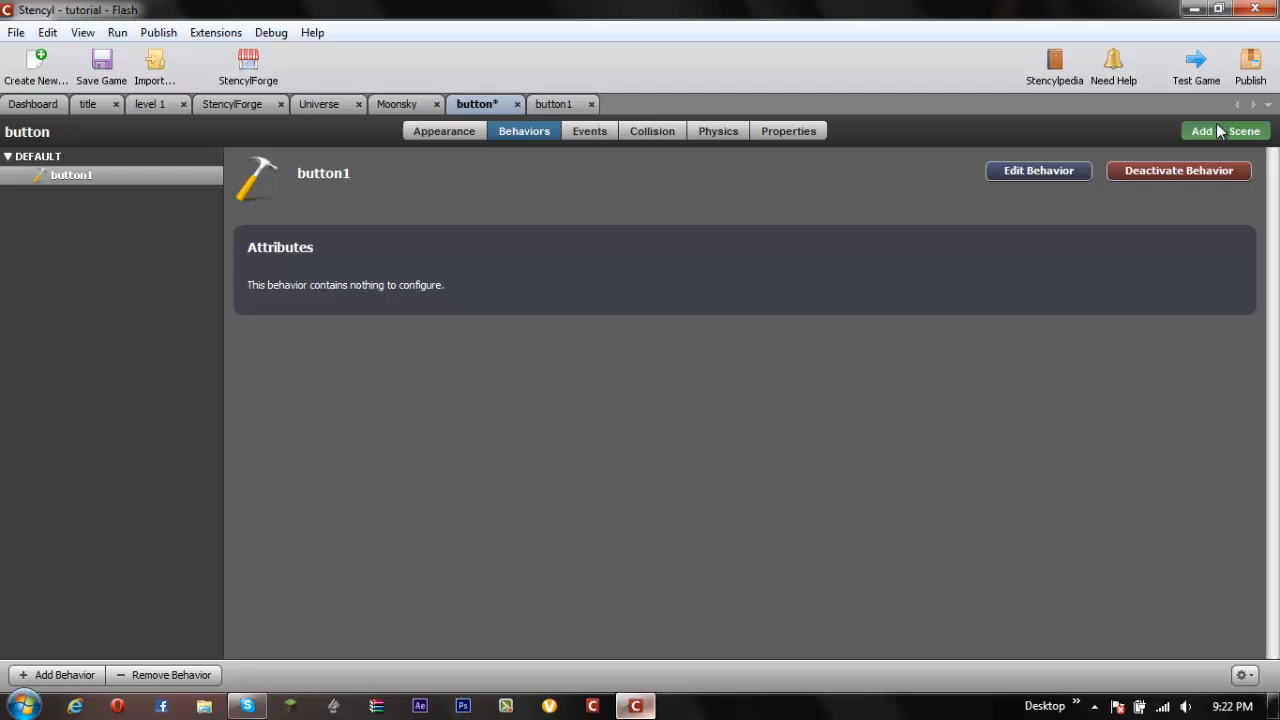 Stencyl - tutorial - Flash
File Edit View Run Publish Extensions Debug Help
Create New... Save Game Import... StencylForge Stencylpedia Need Help Test Game Publish
Dashboard title level 1 StencylForge Universe Moonsky button* button1
button Appearance Behaviors Events Collision Physics Properties Add Scene
DEFAULT
button1
button1 Edit Behavior Deactivate Behavior
Attributes
This behavior contains nothing to configure.
+ Add Behavior − Remove Behavior
Desktop 9:22 PM